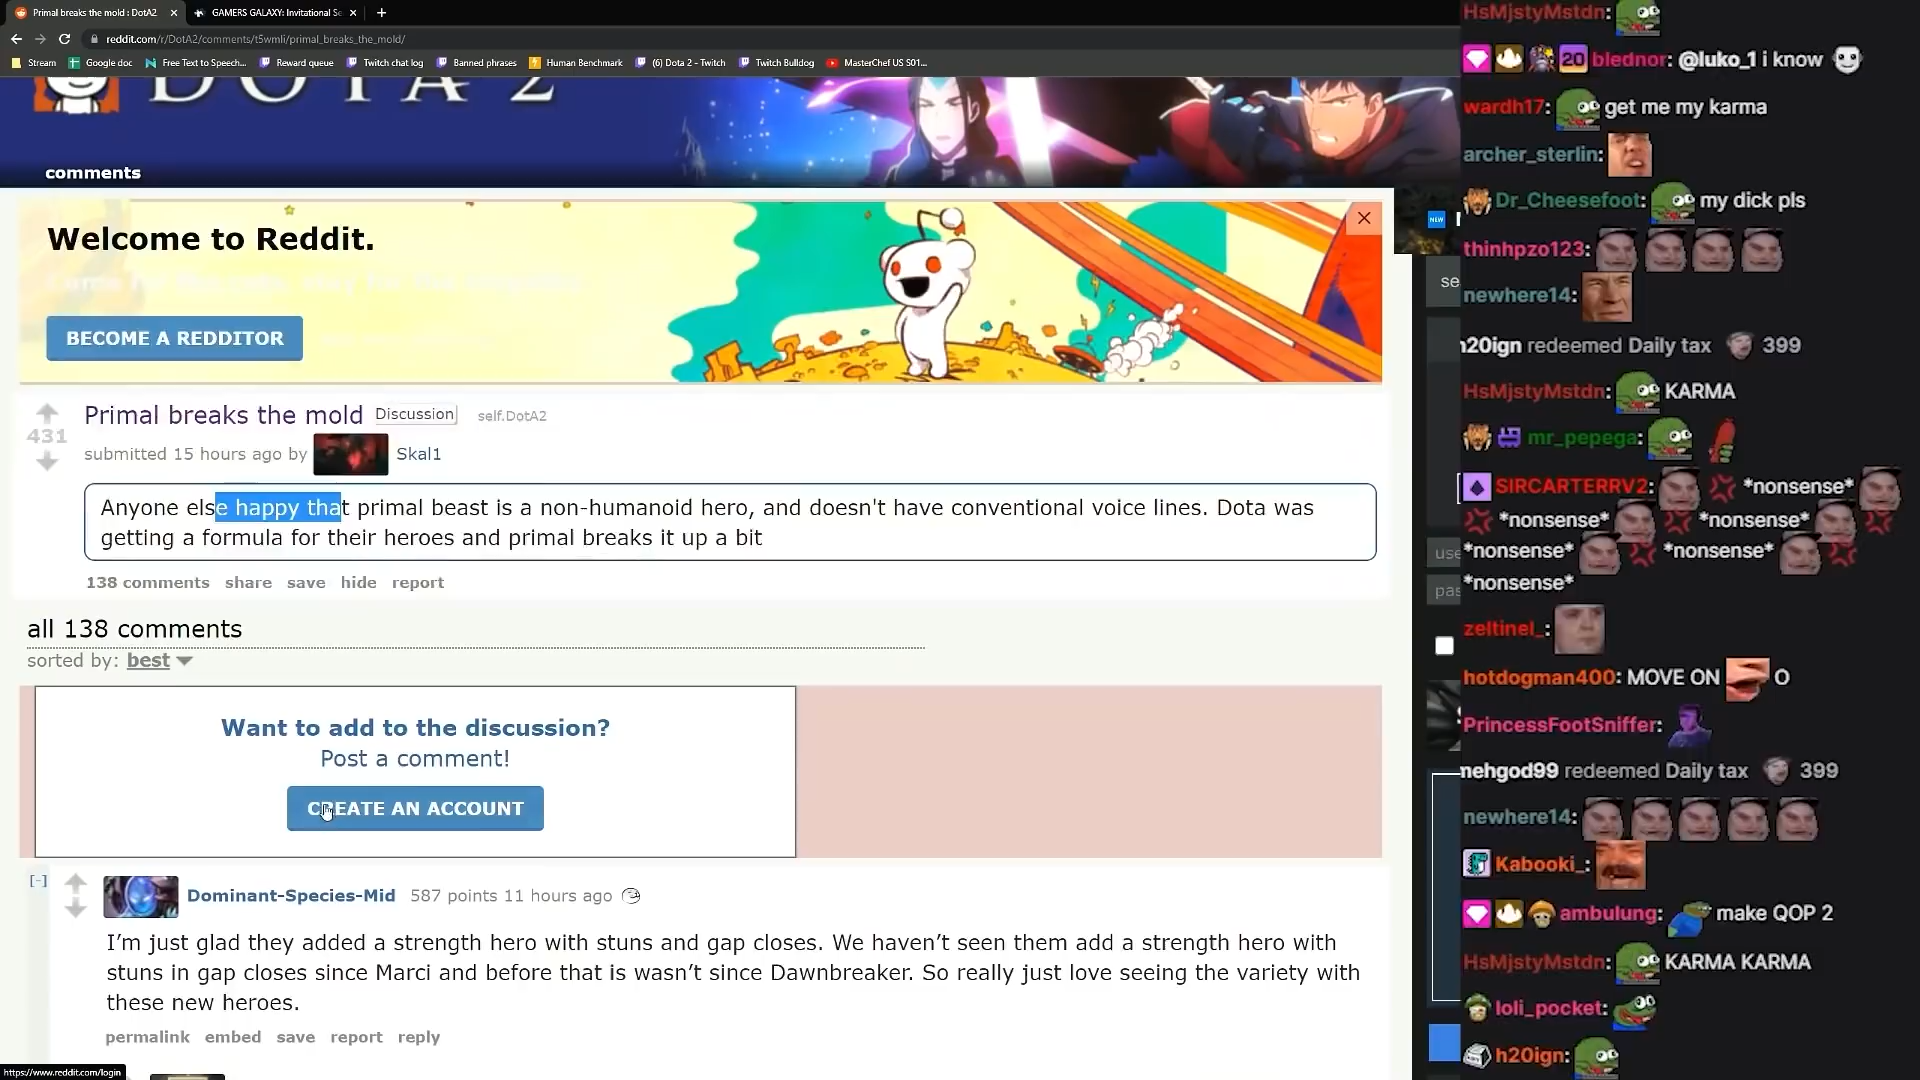 Primal breaks the mold : DotA2
GAMERS GALAXY: Invitational Se
reddit.com/r/DotA2/comments/t5wmli/primal_breaks_the_mold/
Stream
Google doc
Free Text to Speech...
Reward queue
Twitch chat log
Banned phrases
Human Benchmark
(6) Dota 2 - Twitch
Twitch Bulldog
MasterChef US S01...
DOTA 2
comments
Welcome to Reddit.
BECOME A REDDITOR
431
Primal breaks the mold Discussion self.DotA2
submitted 15 hours ago by Skal1
Anyone else happy that primal beast is a non-humanoid hero, and doesn't have conventional voice lines. Dota was
getting a formula for their heroes and primal breaks it up a bit
138 comments share save hide report
all 138 comments
sorted by: best
Want to add to the discussion?
Post a comment!
CREATE AN ACCOUNT
[-]
Dominant-Species-Mid 587 points 11 hours ago
I’m just glad they added a strength hero with stuns and gap closes. We haven’t seen them add a strength hero with
stuns in gap closes since Marci and before that is wasn’t since Dawnbreaker. So really just love seeing the variety with
these new heroes.
permalink embed save report reply
https://www.reddit.com/login
NEW
se
use
pas
HsMjstyMstdn:
20 blednor: @luko_1 i know
wardh17: get me my karma
archer_sterlin:
Dr_Cheesefoot: my dick pls
thinhpzo123:
newhere14:
h20ign redeemed Daily tax 399
HsMjstyMstdn: KARMA
mr_pepega:
SIRCARTERRV2: *nonsense*
*nonsense* *nonsense*
*nonsense* *nonsense*
*nonsense*
zeltinel_:
hotdogman400: MOVE ON O
PrincessFootSniffer:
mehgod99 redeemed Daily tax 399
newhere14:
Kabooki_:
ambulung: make QOP 2
HsMjstyMstdn: KARMA KARMA
loli_pocket:
h20ign: